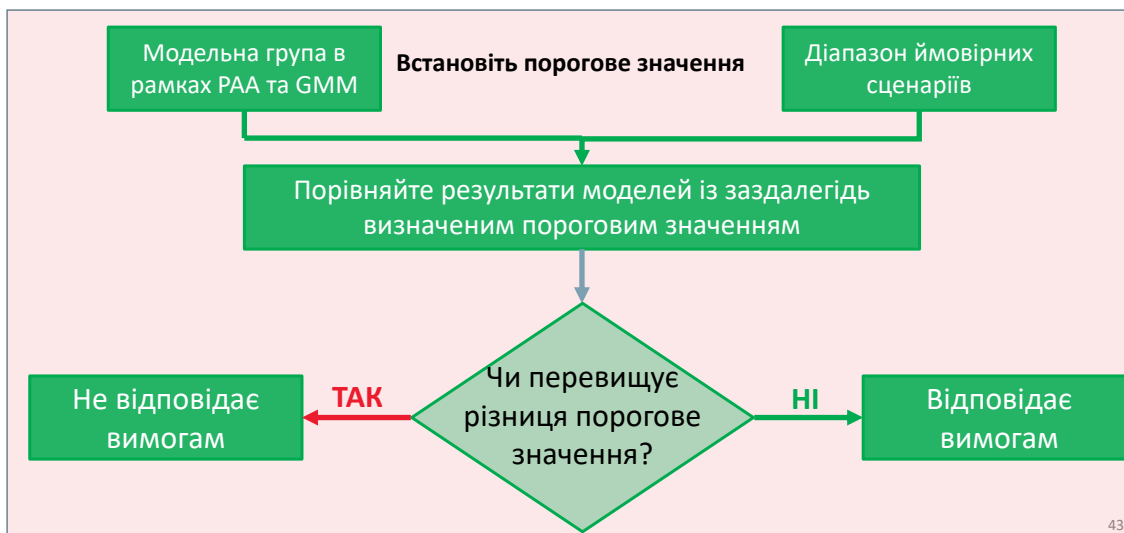 Модельна група в
рамках PAA та GMM
Встановіть порогове значення
Діапазон ймовірних
сценаріїв
Порівняйте результати моделей із заздалегідь
визначеним пороговим значенням
Не відповідає
вимогам
ТАК
Чи перевищує
різниця порогове
значення?
НІ
Відповідає
вимогам
43